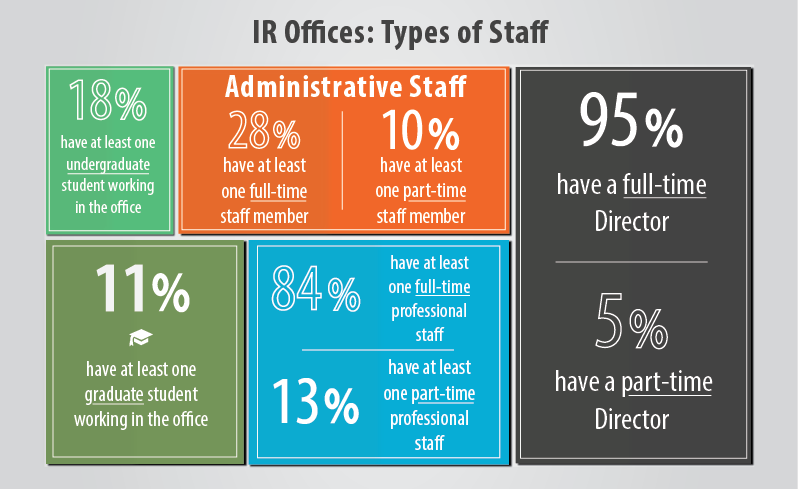 IR Offices: Types of Staff
18%
have at least one
undergraduate
student working
in the office
Administrative Staff
28%
have at least
one full-time
staff member
10%
have at least
one part-time
staff member
95%
have a full-time
Director
5%
have a part-time
Director
11%
have at least one
graduate student
working in the office
84%
have at least
one full-time
professional
staff
13%
have at least
one part-time
professional
staff